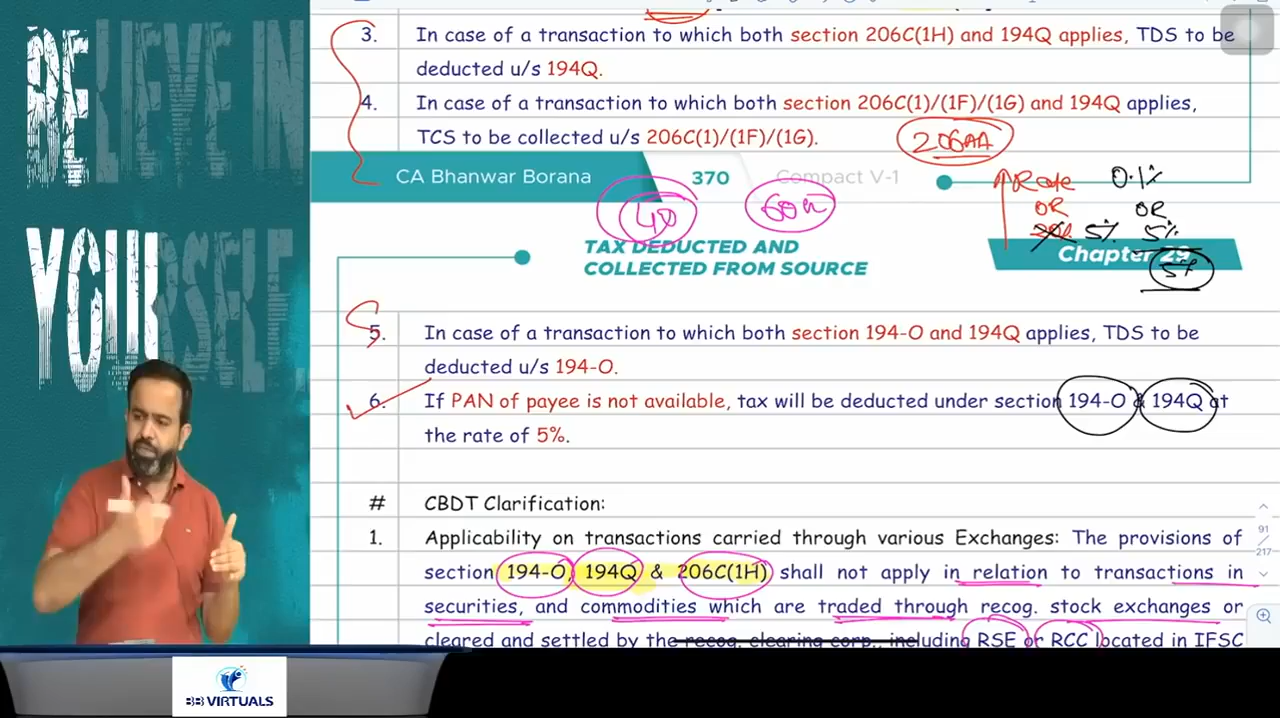 BELIEVE IN
YOURSELF.
3. In case of a transaction to which both section 206C(1H) and 194Q applies, TDS to be
deducted u/s 194Q.
4. In case of a transaction to which both section 206C(1)/(1F)/(1G) and 194Q applies,
TCS to be collected u/s 206C(1)/(1F)/(1G).
206AA
CA Bhanwar Borana 370 Compact V-1
Rate 0.1%
OR OR
5% 5%
40
TAX DEDUCTED AND
COLLECTED FROM SOURCE
Chapter 29
5%
5. In case of a transaction to which both section 194-O and 194Q applies, TDS to be
deducted u/s 194-O.
6. If PAN of payee is not available, tax will be deducted under section 194-O & 194Q at
the rate of 5%.
# CBDT Clarification:
1. Applicability on transactions carried through various Exchanges: The provisions of
section 194-O, 194Q & 206C(1H) shall not apply in relation to transactions in
securities, and commodities which are traded through recog. stock exchanges or
cleared and settled by the recog. clearing corp., including RSE or RCC located in IFSC
91
/
217
BB VIRTUALS